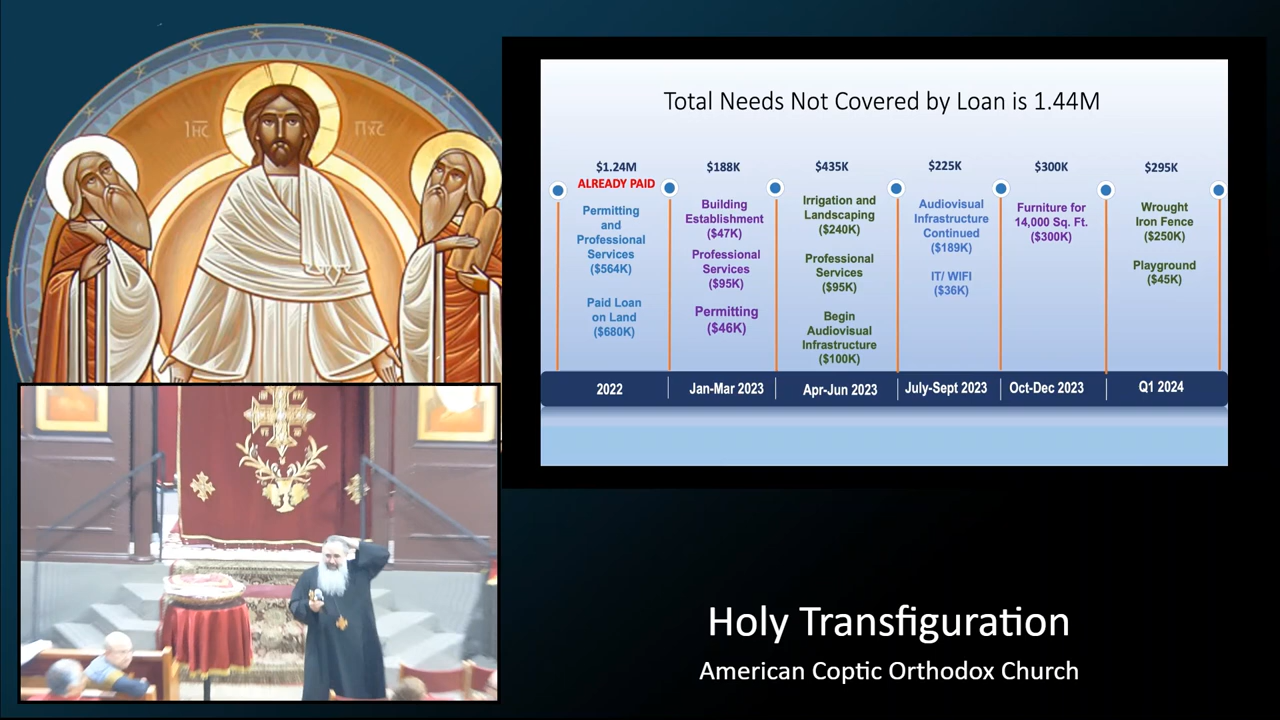 ΙΗC
ΠΧC
Total Needs Not Covered by Loan is 1.44M
$1.24M
ALREADY PAID
Permitting
and
Professional
Services
($564K)
Paid Loan
on Land
($680K)
2022
$188K
Building
Establishment
($47K)
Professional
Services
($95K)
Permitting
($46K)
Jan-Mar 2023
$435K
Irrigation and
Landscaping
($240K)
Professional
Services
($95K)
Begin
Audiovisual
Infrastructure
($100K)
Apr-Jun 2023
$225K
Audiovisual
Infrastructure
Continued
($189K)
IT/ WIFI
($36K)
July-Sept 2023
$300K
Furniture for
14,000 Sq. Ft.
($300K)
Oct-Dec 2023
$295K
Wrought
Iron Fence
($250K)
Playground
($45K)
Q1 2024
Holy Transfiguration
American Coptic Orthodox Church